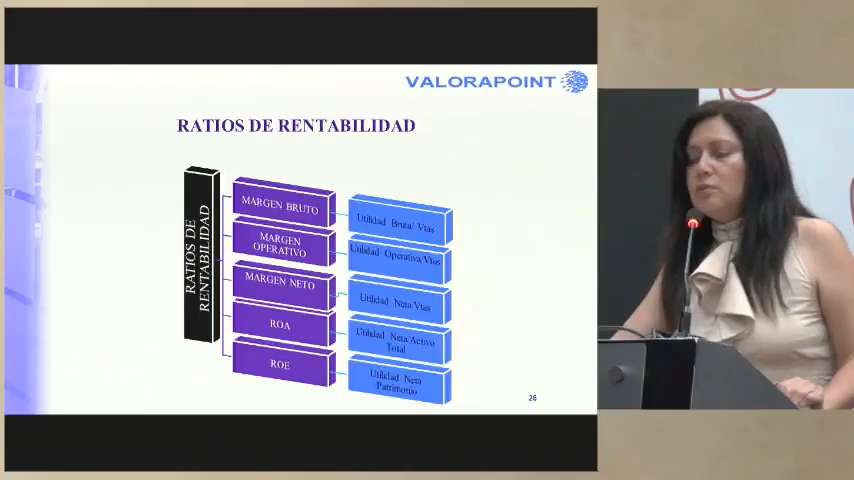 VALORAPOINT
RATIOS DE RENTABILIDAD
RATIOS DE
RENTABILIDAD
MARGEN BRUTO
Utilidad Bruta/ Vtas
MARGEN
OPERATIVO
Utilidad Operativa/Vtas
MARGEN NETO
Utilidad Neta/Vtas
ROA
Utilidad Neta/Activo
Total
ROE
Utilidad Neta
Patrimonio
26